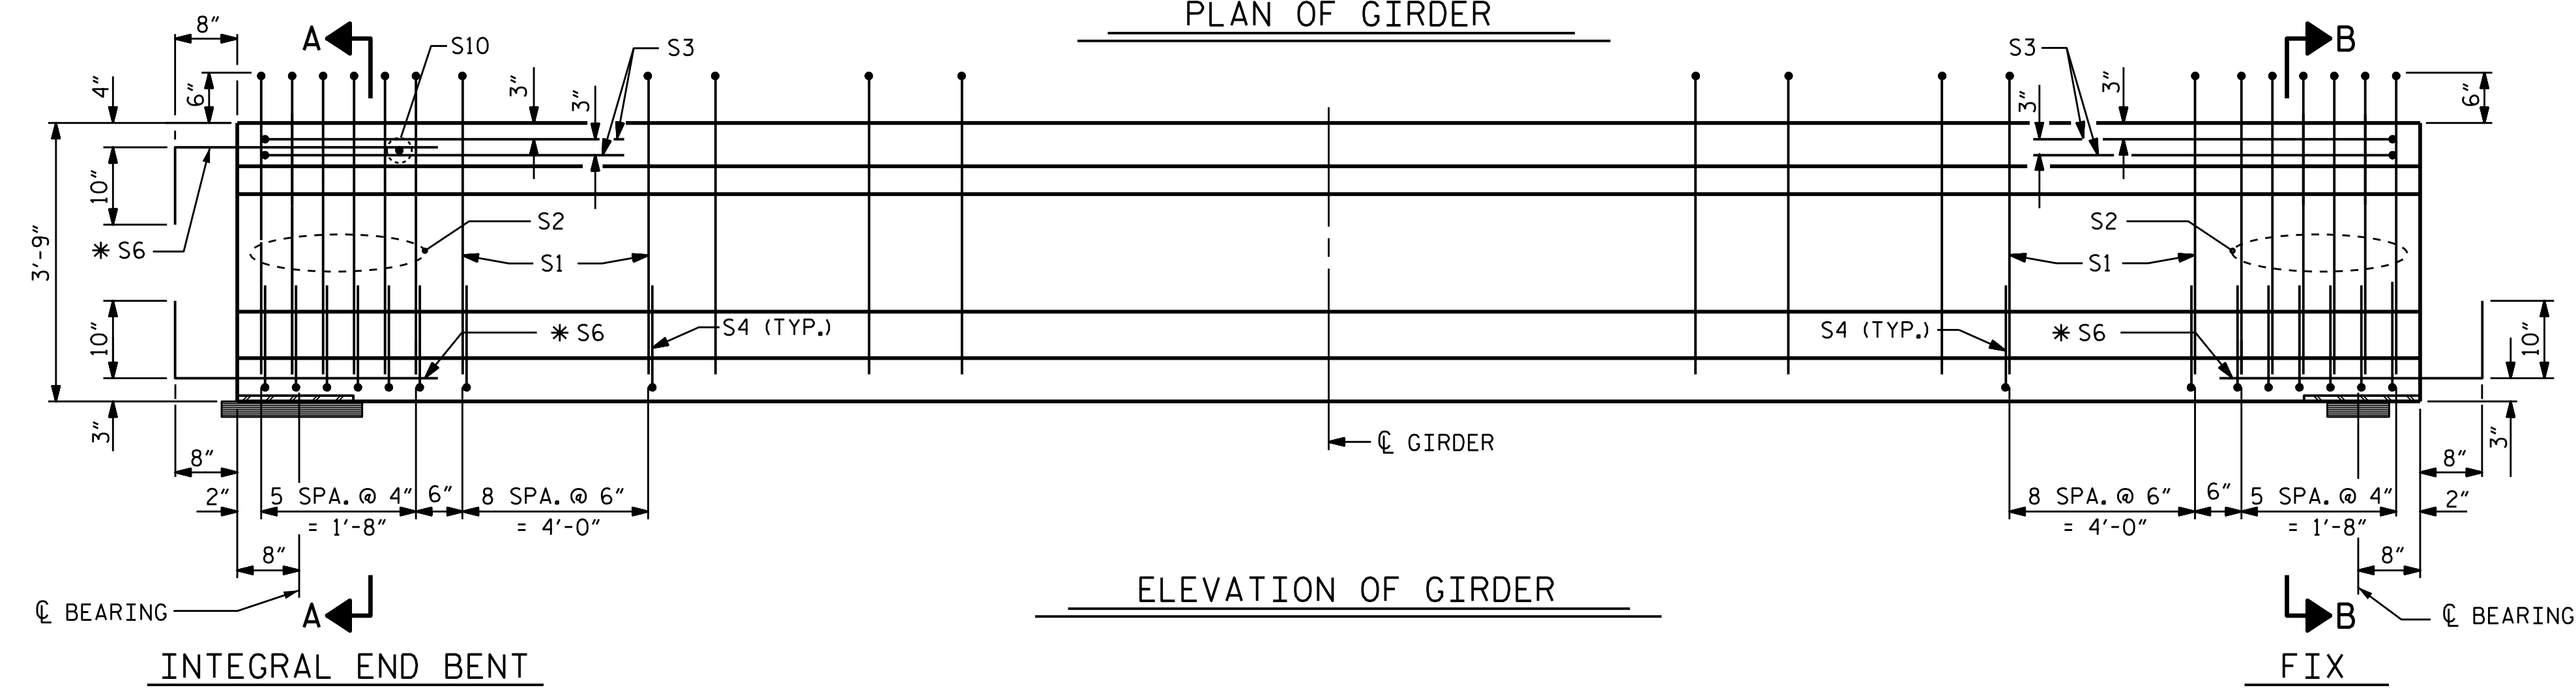 PLAN OF GIRDER
8"
A
S10
S3
S3
B
4"
6"
3"
3"
3"
3"
6"
10"
✳ S6
S2
S2
3'-9"
S1
S1
10"
✳ S6
S4 (TYP.)
S4 (TYP.)
✳ S6
10"
3"
℄ GIRDER
3"
8"
8"
2"
5 SPA. @ 4"
= 1'-8"
6"
8 SPA. @ 6"
= 4'-0"
8 SPA. @ 6"
= 4'-0"
6"
5 SPA. @ 4"
= 1'-8"
2"
8"
8"
℄ BEARING
A
ELEVATION OF GIRDER
B
℄ BEARING
INTEGRAL END BENT
FIX